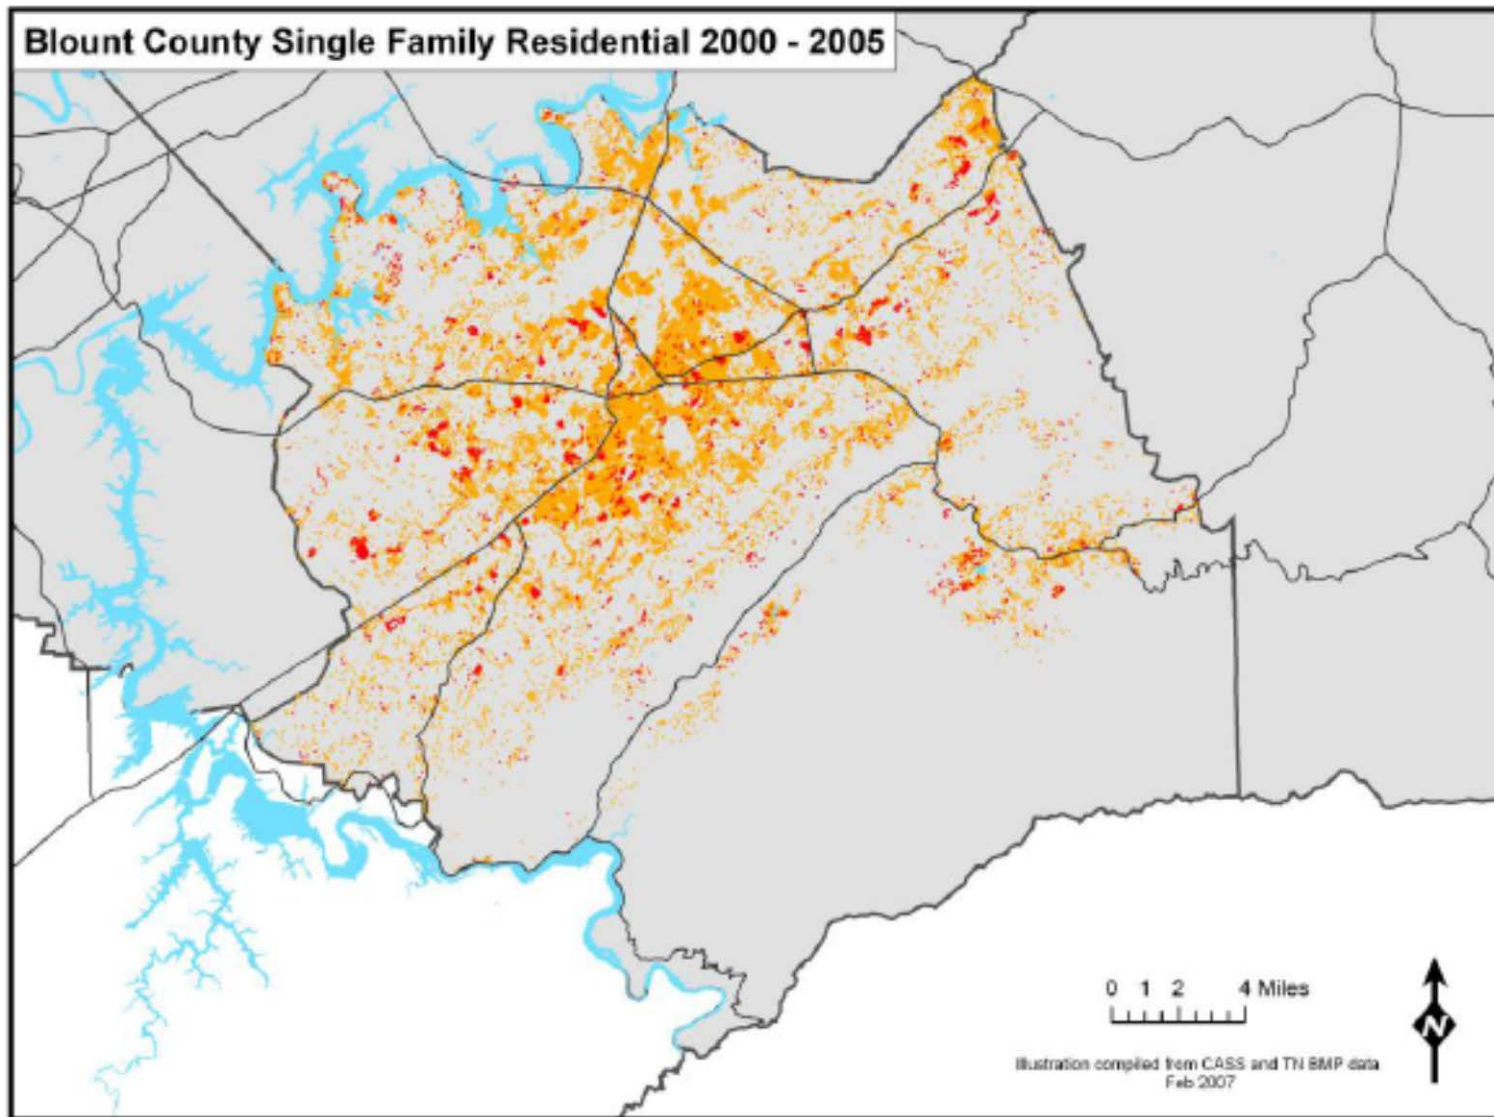 Blount County Single Family Residential 2000 - 2005
0 1 2 4 Miles
N
Illustration compiled from CASS and TN BMP data
Feb 2007